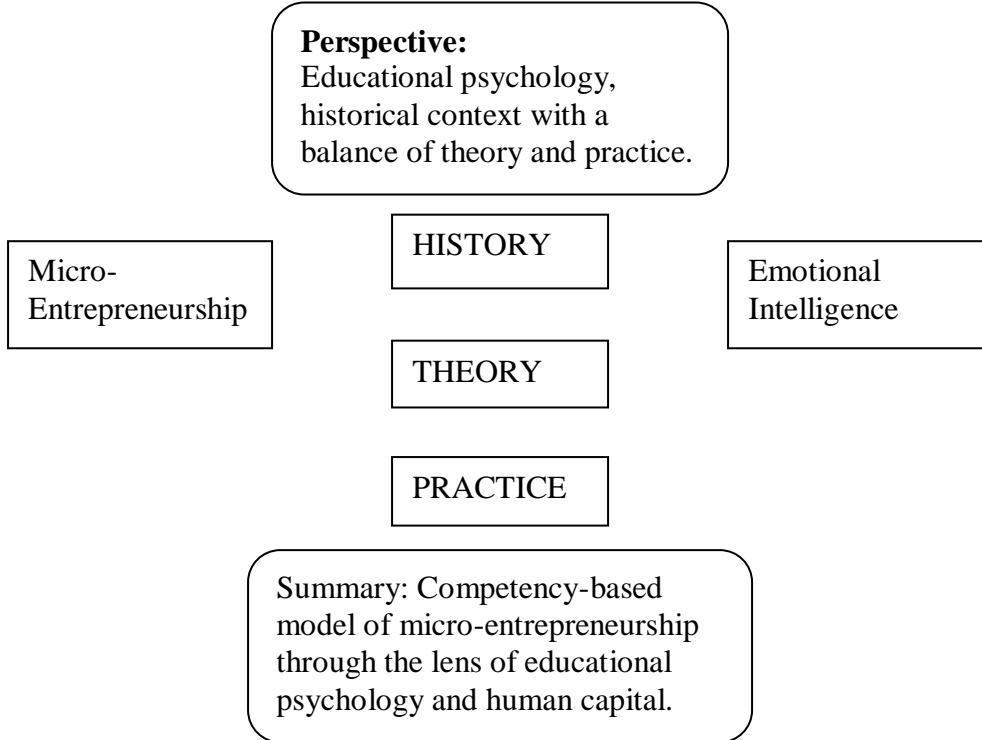 Perspective:
Educational psychology,
historical context with a
balance of theory and practice.
HISTORY
Micro-
Entrepreneurship
Emotional
Intelligence
THEORY
PRACTICE
Summary: Competency-based
model of micro-entrepreneurship
through the lens of educational
psychology and human capital.